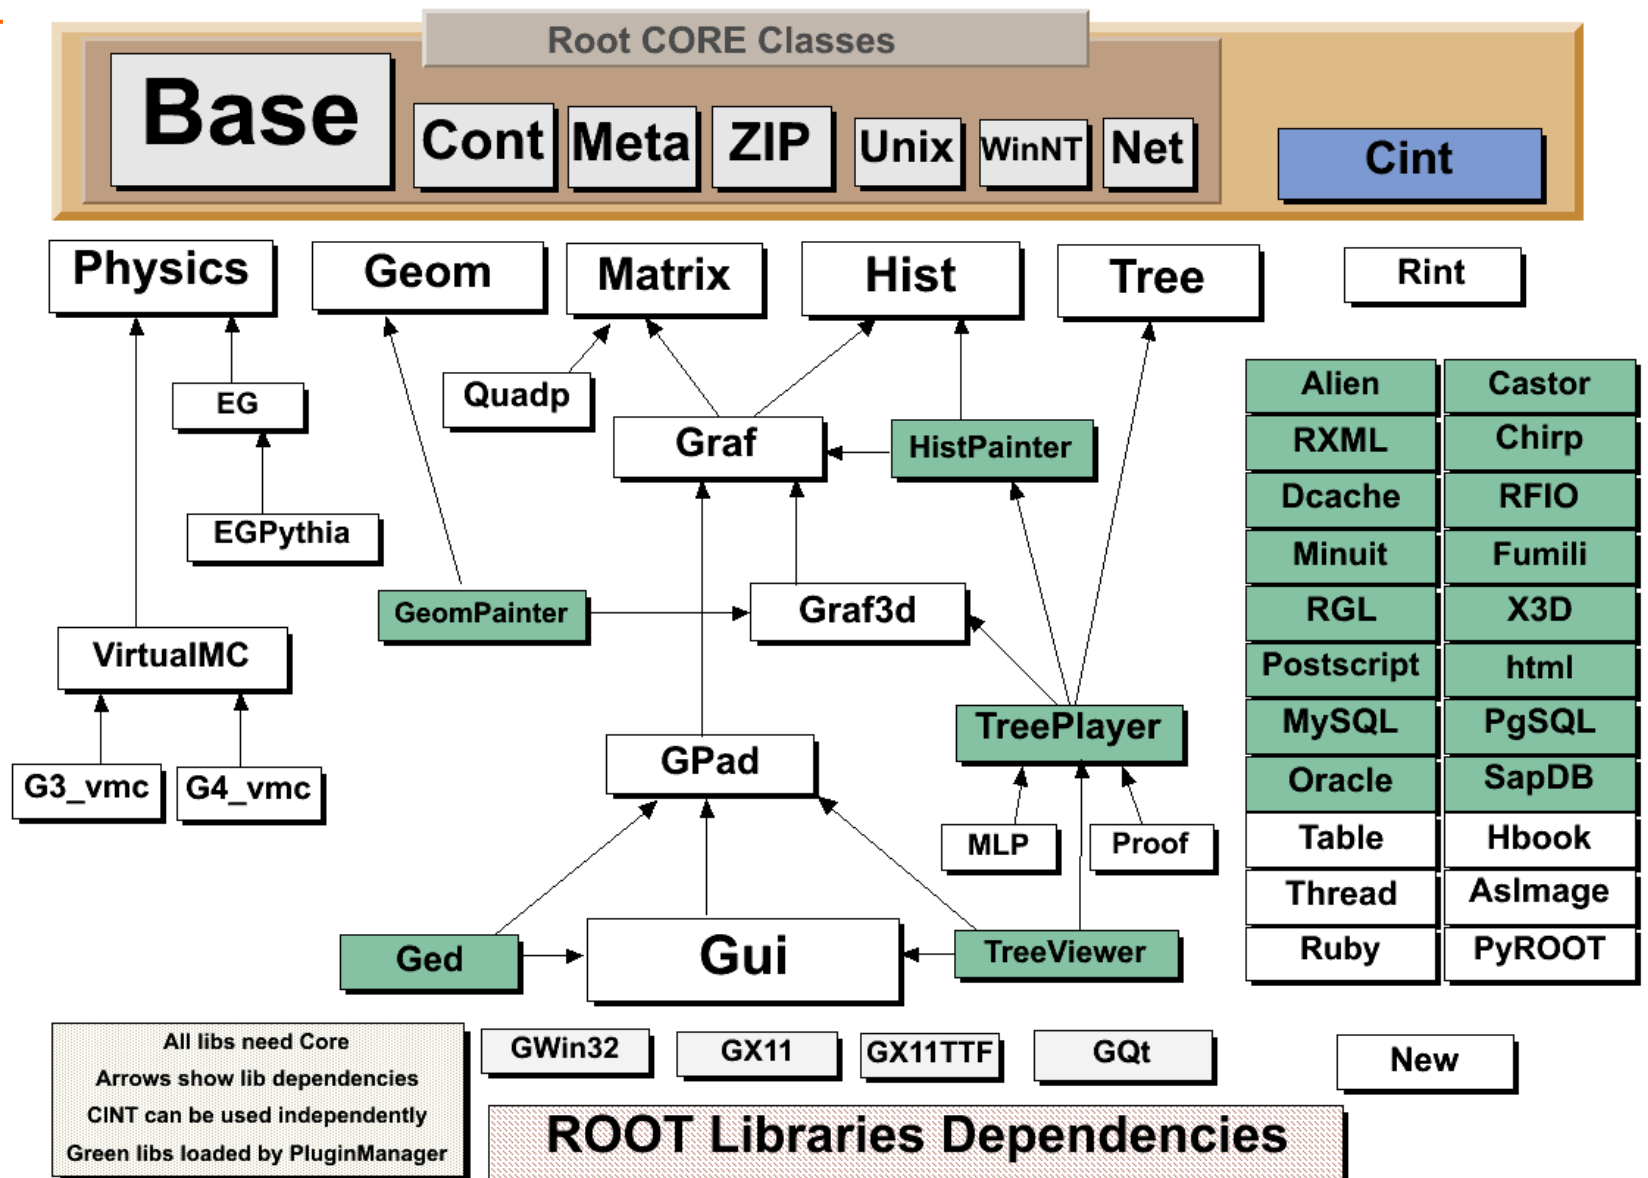 Root CORE Classes
Base
Cont
Meta
ZIP
Unix
WinNT
Net
Cint
Physics
Geom
Matrix
Hist
Tree
Rint
EG
Quadp
Graf
HistPainter
EGPythia
GeomPainter
Graf3d
VirtualMC
TreePlayer
GPad
G3_vmc
G4_vmc
MLP
Proof
Ged
Gui
TreeViewer
Alien
Castor
RXML
Chirp
Dcache
RFIO
Minuit
Fumili
RGL
X3D
Postscript
html
MySQL
PgSQL
Oracle
SapDB
Table
Hbook
Thread
AsImage
Ruby
PyROOT
All libs need Core
Arrows show lib dependencies
CINT can be used independently
Green libs loaded by PluginManager
GWin32
GX11
GX11TTF
GQt
New
ROOT Libraries Dependencies